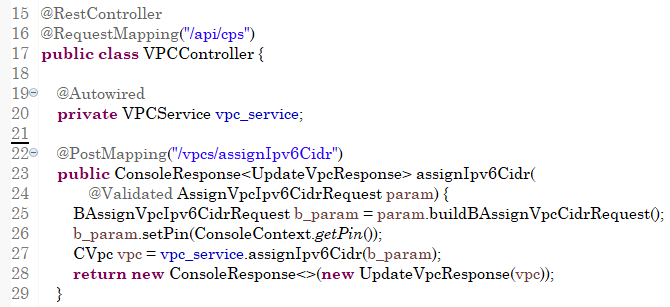 15 @RestController
16 @RequestMapping("/api/cps")
17 public class VPCController {
18
19 @Autowired
20 private VPCService vpc_service;
21
22 @PostMapping("/vpcs/assignIpv6Cidr")
23 public ConsoleResponse<UpdateVpcResponse> assignIpv6Cidr(
24 @Validated AssignVpcIpv6CidrRequest param) {
25 BAssignVpcIpv6CidrRequest b_param = param.buildBAssignVpcCidrRequest();
26 b_param.setPin(ConsoleContext.getPin());
27 CVpc vpc = vpc_service.assignIpv6Cidr(b_param);
28 return new ConsoleResponse<>(new UpdateVpcResponse(vpc));
29 }